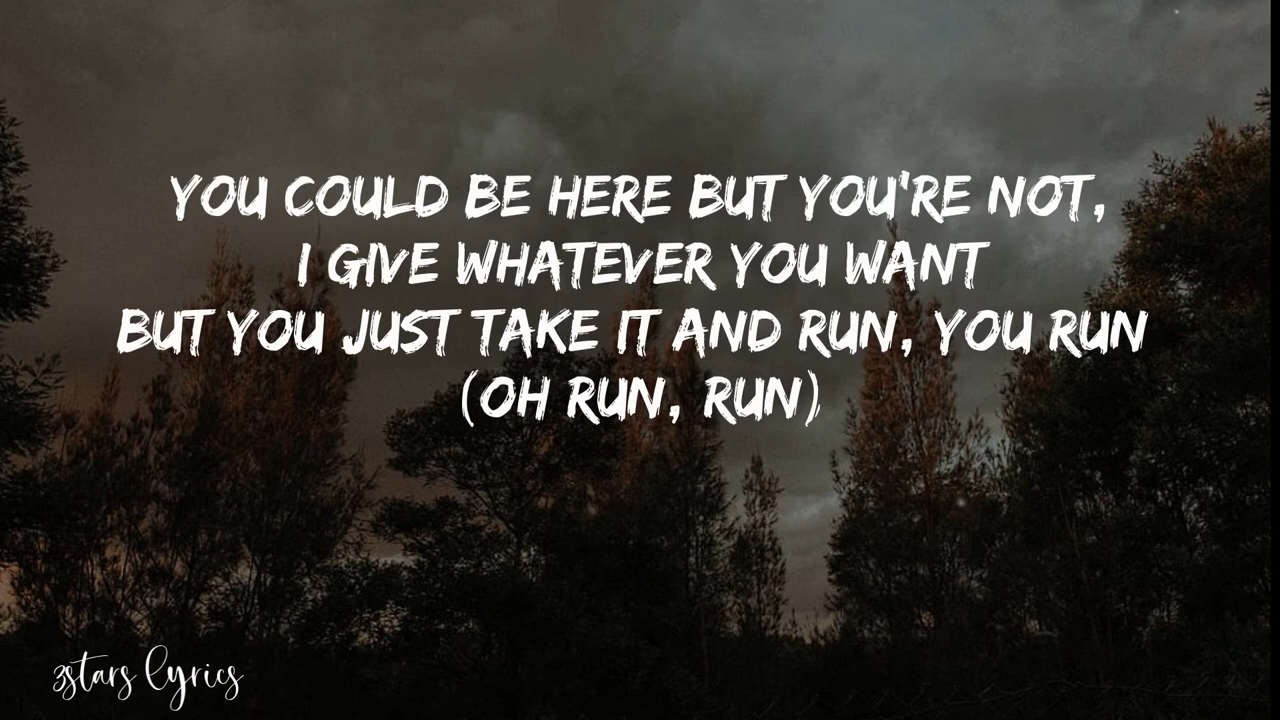 YOU COULD BE HERE BUT YOU'RE NOT,
I GIVE WHATEVER YOU WANT
BUT YOU JUST TAKE IT AND RUN, YOU RUN
(OH RUN, RUN)
3stars lyrics